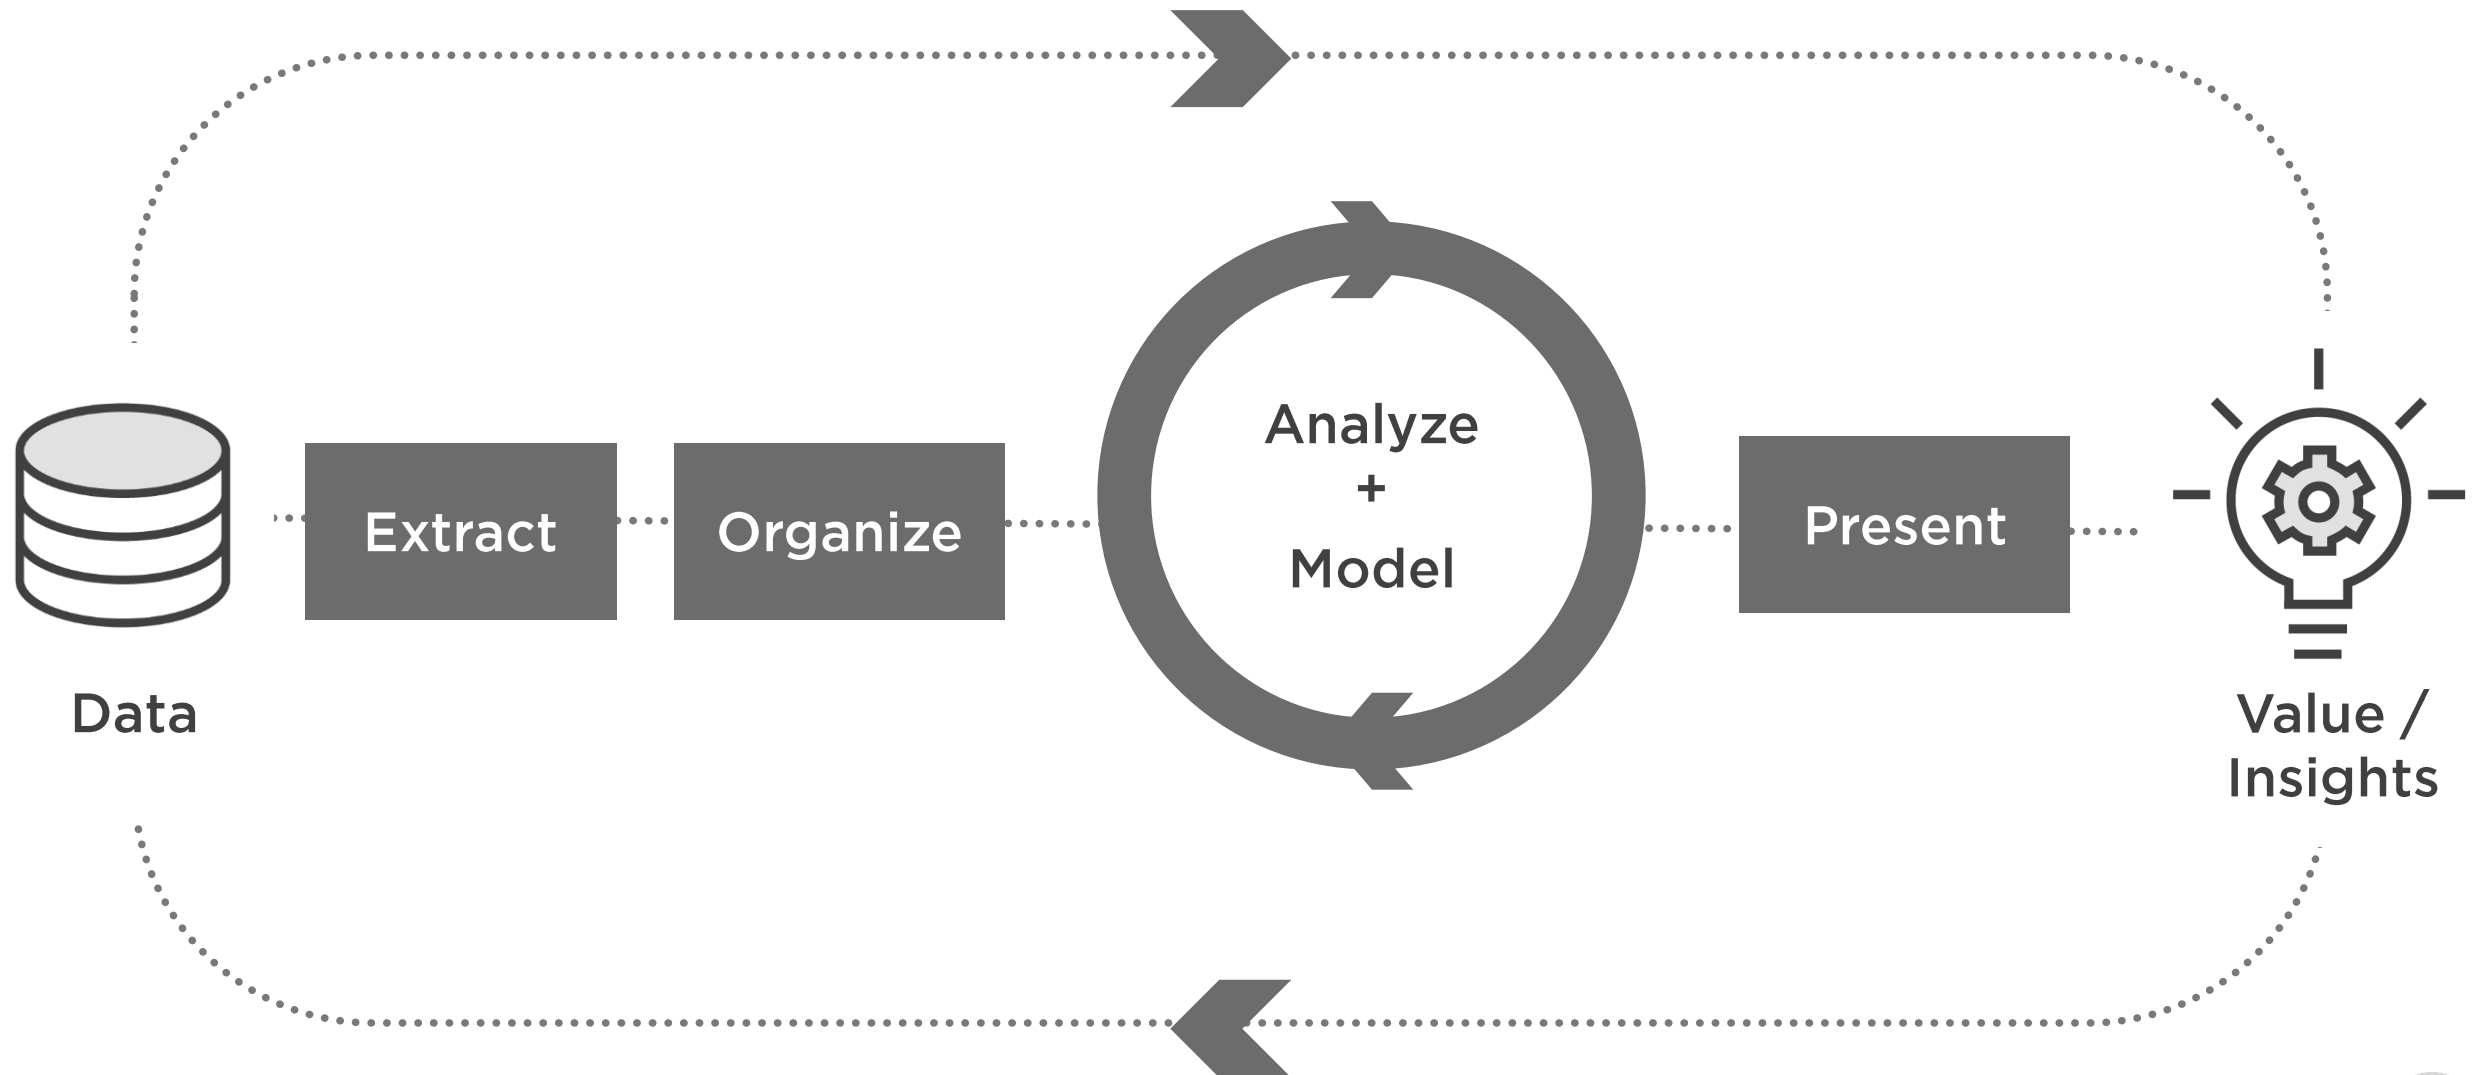 Extract
Organize
Analyze
+
Model
Present
Data
Value /
Insights